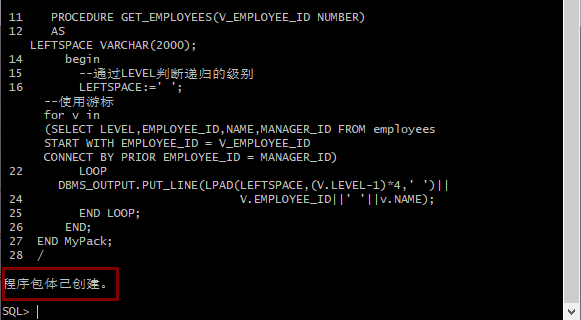 11    PROCEDURE GET_EMPLOYEES(V_EMPLOYEE_ID NUMBER)
12    AS
LEFTSPACE VARCHAR(2000);
14      begin
15        --通过LEVEL判断递归的级别
16        LEFTSPACE:=' ';
--使用游标
for v in
(SELECT LEVEL,EMPLOYEE_ID,NAME,MANAGER_ID FROM employees
START WITH EMPLOYEE_ID = V_EMPLOYEE_ID
CONNECT BY PRIOR EMPLOYEE_ID = MANAGER_ID)
22        LOOP
DBMS_OUTPUT.PUT_LINE(LPAD(LEFTSPACE,(V.LEVEL-1)*4,' ')||
24                              V.EMPLOYEE_ID||' '||v.NAME);
25        END LOOP;
26      END;
27  END MyPack;
28  /
程序包体已创建。
SQL>